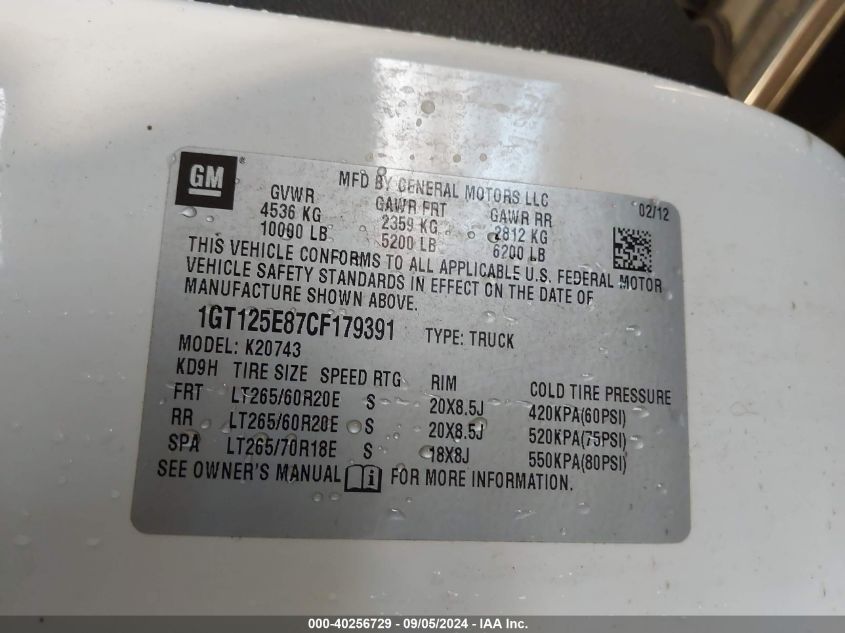 GM®
MFD BY GENERAL MOTORS LLC
02/12
GVWR GAWR FRT GAWR RR
4536 KG 2359 KG 2812 KG
10090 LB 5200 LB 6200 LB
THIS VEHICLE CONFORMS TO ALL APPLICABLE U.S. FEDERAL MOTOR
VEHICLE SAFETY STANDARDS IN EFFECT ON THE DATE OF
MANUFACTURE SHOWN ABOVE.
1GT125E87CF179391 TYPE: TRUCK
MODEL: K20743
KD9H TIRE SIZE SPEED RTG RIM COLD TIRE PRESSURE
FRT LT265/60R20E S 20X8.5J 420KPA(60PSI)
RR LT265/60R20E S 20X8.5J 520KPA(75PSI)
SPA LT265/70R18E S 18X8J 550KPA(80PSI)
SEE OWNER'S MANUAL FOR MORE INFORMATION.
000-40256729 - 09/05/2024 - IAA Inc.